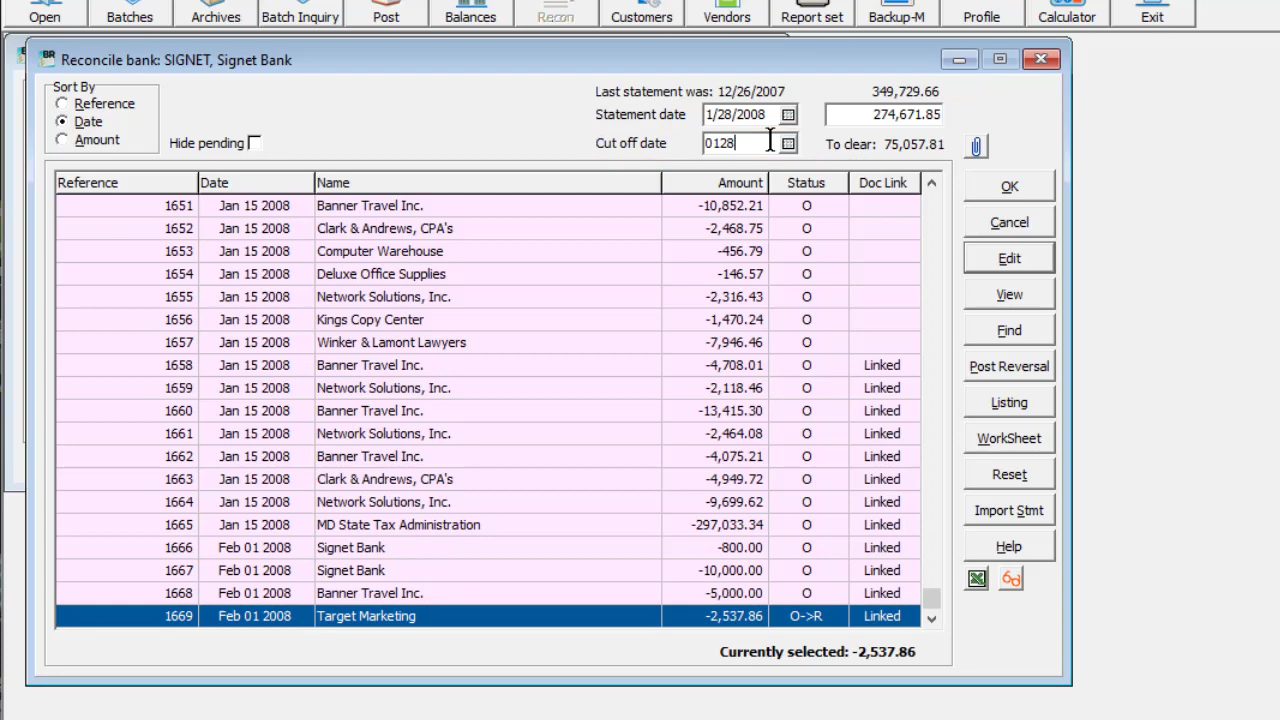 Open Batches Archives Batch Inquiry Post Balances Recon Customers Vendors Report set Backup-M Profile Calculator Exit
BR Reconcile bank: SIGNET, Signet Bank
Sort By
Reference
Date
Amount
Hide pending
Last statement was: 12/26/2007 349,729.66
Statement date 1/28/2008 274,671.85
Cut off date 0128 To clear: 75,057.81
Reference Date Name Amount Status Doc Link
1651 Jan 15 2008 Banner Travel Inc. -10,852.21 O
1652 Jan 15 2008 Clark & Andrews, CPA's -2,468.75 O
1653 Jan 15 2008 Computer Warehouse -456.79 O
1654 Jan 15 2008 Deluxe Office Supplies -146.57 O
1655 Jan 15 2008 Network Solutions, Inc. -2,316.43 O
1656 Jan 15 2008 Kings Copy Center -1,470.24 O
1657 Jan 15 2008 Winker & Lamont Lawyers -7,946.46 O
1658 Jan 15 2008 Banner Travel Inc. -4,708.01 O Linked
1659 Jan 15 2008 Network Solutions, Inc. -2,118.46 O Linked
1660 Jan 15 2008 Banner Travel Inc. -13,415.30 O Linked
1661 Jan 15 2008 Network Solutions, Inc. -2,464.08 O Linked
1662 Jan 15 2008 Banner Travel Inc. -4,075.21 O Linked
1663 Jan 15 2008 Clark & Andrews, CPA's -4,949.72 O Linked
1664 Jan 15 2008 Network Solutions, Inc. -9,699.62 O Linked
1665 Jan 15 2008 MD State Tax Administration -297,033.34 O Linked
1666 Feb 01 2008 Signet Bank -800.00 O Linked
1667 Feb 01 2008 Signet Bank -10,000.00 O Linked
1668 Feb 01 2008 Banner Travel Inc. -5,000.00 O Linked
1669 Feb 01 2008 Target Marketing -2,537.86 O->R Linked
Currently selected: -2,537.86
OK
Cancel
Edit
View
Find
Post Reversal
Listing
WorkSheet
Reset
Import Stmt
Help